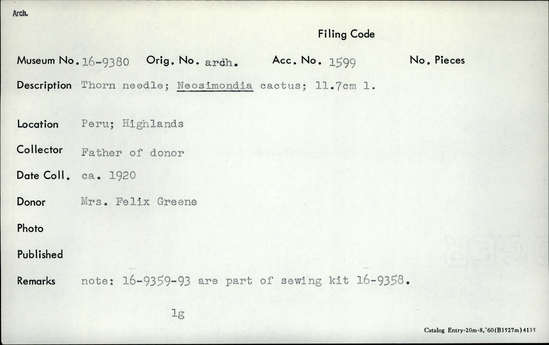 Arch.
Filing Code
Museum No. 16-9380 Orig. No. ardh. Acc. No. 1599 No. Pieces
Description Thorn needle; Neosimondia cactus; 11.7cm l.
Location Peru; Highlands
Collector Father of donor
Date Coll. ca. 1920
Donor Mrs. Felix Greene
Photo
Published
Remarks note: 16-9359-93 are part of sewing kit 16-9358.
lg
Catalog Entry-20m-8,'60(B1527m)4139